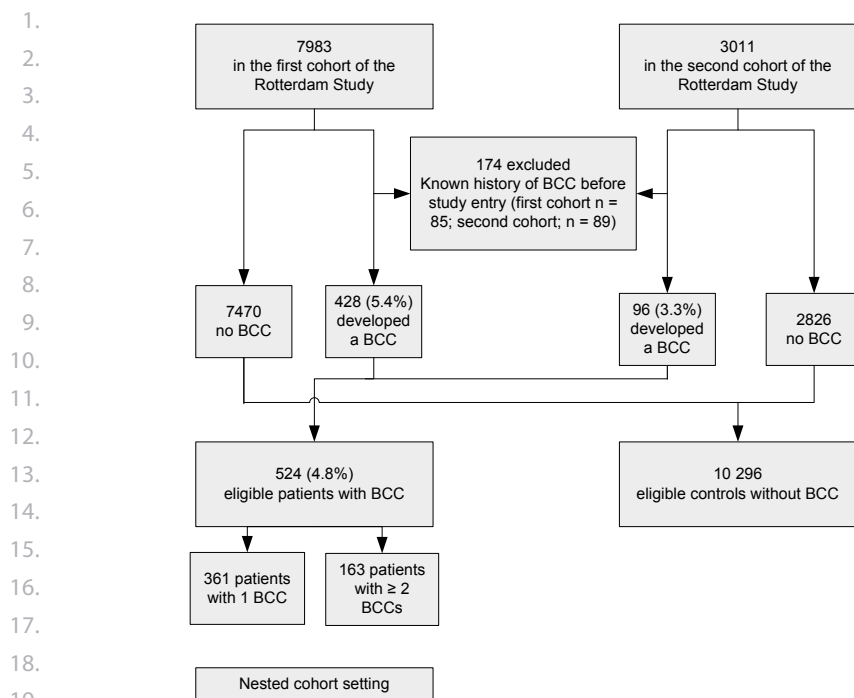 1.
2.
3.
4.
5.
6.
7.
8.
9.
10.
11.
12.
13.
14.
15.
16.
17.
18.
7983
in the first cohort of the
Rotterdam Study
3011
in the second cohort of the
Rotterdam Study
174 excluded
Known history of BCC before
study entry (first cohort n =
85; second cohort; n = 89)
7470
no BCC
428 (5.4%)
developed
a BCC
96 (3.3%)
developed
a BCC
2826
no BCC
524 (4.8%)
eligible patients with BCC
10 296
eligible controls without BCC
361 patients
with 1 BCC
163 patients
with ≥ 2
BCCs
Nested cohort setting